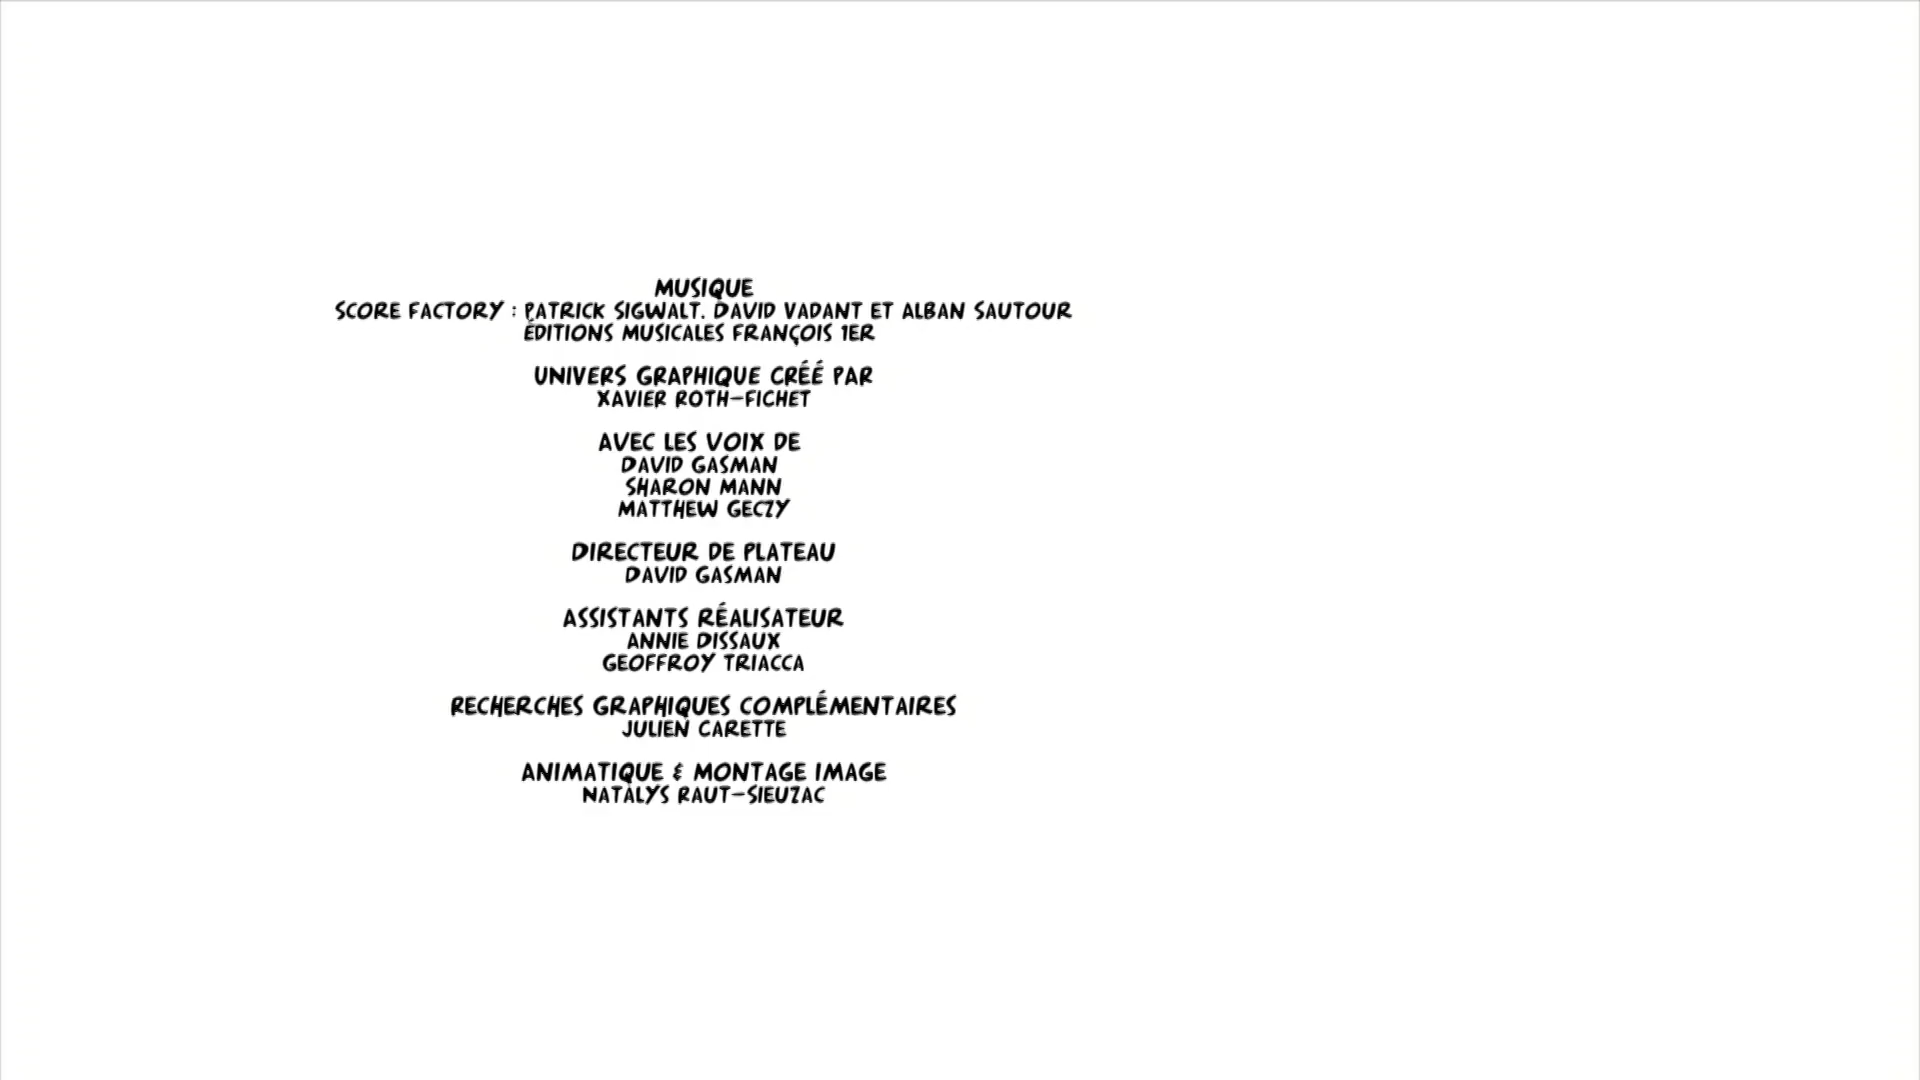 MUSIQUE
SCORE FACTORY : PATRICK SIGWALT. DAVID VADANT ET ALBAN SAUTOUR
ÉDITIONS MUSICALES FRANÇOIS 1ER
UNIVERS GRAPHIQUE CRÉÉ PAR
XAVIER ROTH-FICHET
AVEC LES VOIX DE
DAVID GASMAN
SHARON MANN
MATTHEW GECZY
DIRECTEUR DE PLATEAU
DAVID GASMAN
ASSISTANTS RÉALISATEUR
ANNIE DISSAUX
GEOFFROY TRIACCA
RECHERCHES GRAPHIQUES COMPLÉMENTAIRES
JULIEN CARETTE
ANIMATIQUE & MONTAGE IMAGE
NATALYS RAUT-SIEUZAC